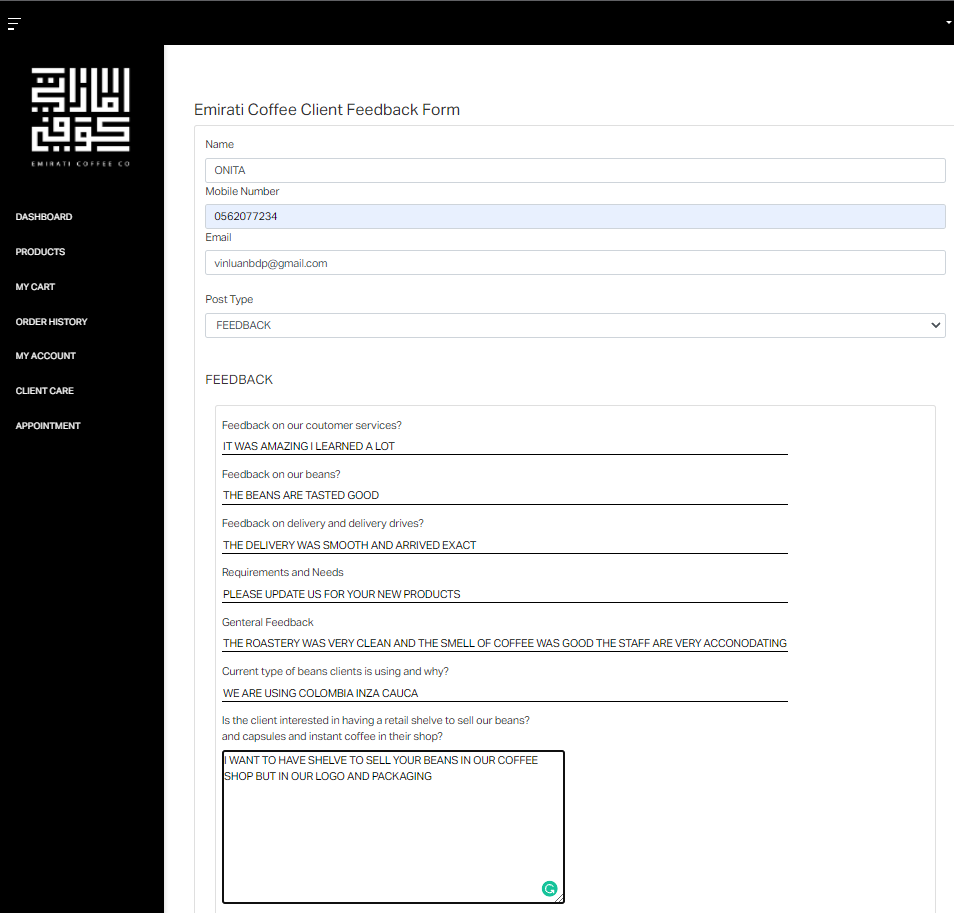 اماراتي
كوفي
EMIRATI COFFEE CO
DASHBOARD
PRODUCTS
MY CART
ORDER HISTORY
MY ACCOUNT
CLIENT CARE
APPOINTMENT
Emirati Coffee Client Feedback Form
Name
ONITA
Mobile Number
0562077234
Email
vinluanbdp@gmail.com
Post Type
FEEDBACK
FEEDBACK
Feedback on our coutomer services?
IT WAS AMAZING I LEARNED A LOT
Feedback on our beans?
THE BEANS ARE TASTED GOOD
Feedback on delivery and delivery drives?
THE DELIVERY WAS SMOOTH AND ARRIVED EXACT
Requirements and Needs
PLEASE UPDATE US FOR YOUR NEW PRODUCTS
Genteral Feedback
THE ROASTERY WAS VERY CLEAN AND THE SMELL OF COFFEE WAS GOOD THE STAFF ARE VERY ACCONODATING
Current type of beans clients is using and why?
WE ARE USING COLOMBIA INZA CAUCA
Is the client interested in having a retail shelve to sell our beans?
and capsules and instant coffee in their shop?
I WANT TO HAVE SHELVE TO SELL YOUR BEANS IN OUR COFFEE
SHOP BUT IN OUR LOGO AND PACKAGING